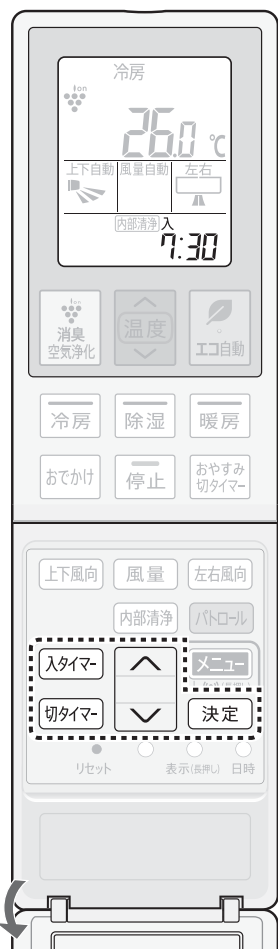 冷房
ion
26.0 ℃
上下自動 風量自動 左右
内部清浄 入
7:30
ion
消臭
空気浄化
温度
エコ自動
冷房 除湿 暖房
おでかけ 停止 おやすみ
切タイマー
上下風向 風量 左右風向
内部清浄 パトロール
入タイマー メニュー
切タイマー 決定
リセット 表示(長押し) 日時